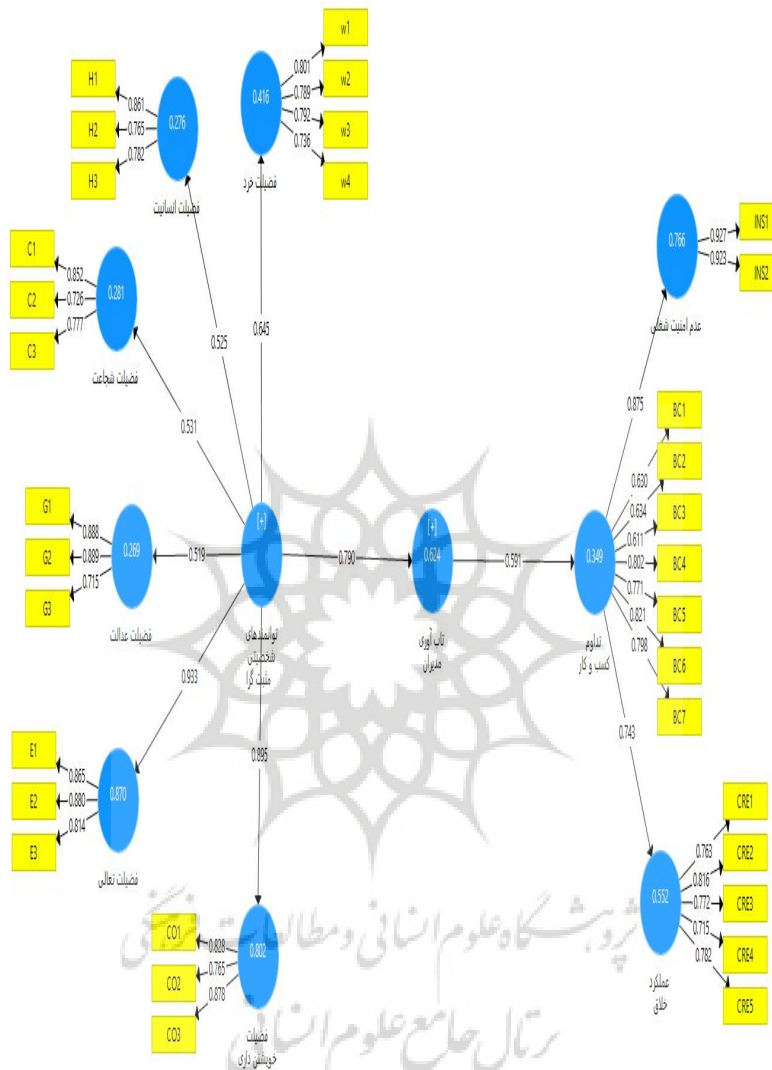 w1
w2
w3
w4
0.801
0.789
0.792
0.736
0.416
فضیلت خرد
H1
H2
H3
0.861
0.765
0.782
0.276
فضیلت انسانیت
C1
C2
C3
0.852
0.726
0.777
0.281
فضیلت شجاعت
INS1
INS2
0.927
0.923
0.766
عدم امنیت شغلی
0.645
0.525
0.531
0.875
G1
G2
G3
0.888
0.889
0.715
0.269
فضیلت عدالت
0.519
[+]
توانمندیهای
شخصیتی
مثبت گرا
0.790
[+]
0.624
تاب آوری
مدیران
0.591
0.349
تداوم
کسب و کار
BC1
BC2
BC3
BC4
BC5
BC6
BC7
0.630
0.634
0.611
0.802
0.771
0.821
0.798
0.933
0.895
0.743
E1
E2
E3
0.865
0.880
0.814
0.870
فضیلت تعالی
CO1
CO2
CO3
0.828
0.765
0.878
0.802
فضیلت
خویشتن داری
CRE1
CRE2
CRE3
CRE4
CRE5
0.763
0.816
0.772
0.715
0.782
0.552
عملکرد
خلاق
پژوهشگاه علوم انسانی و مطالعات فرهنگی
پرتال جامع علوم انسانی